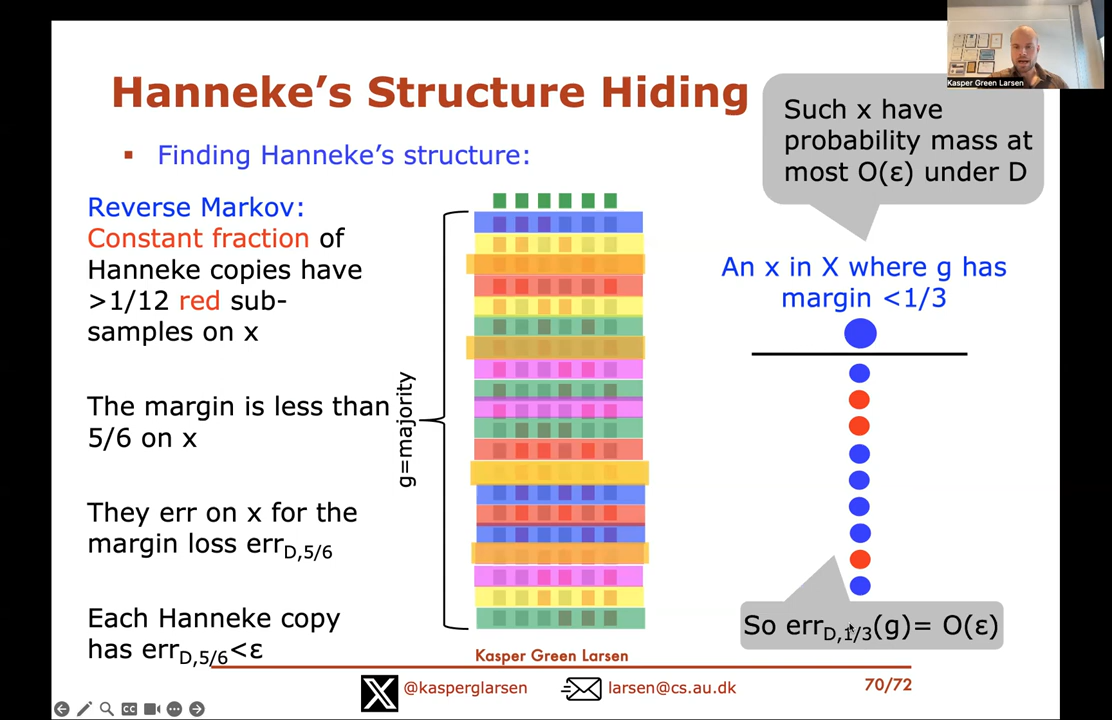 Hanneke's Structure Hiding
▪ Finding Hanneke's structure:
Reverse Markov:
Constant fraction of
Hanneke copies have
>1/12 red sub-
samples on x
The margin is less than
5/6 on x
They err on x for the
margin loss err_D,5/6
Each Hanneke copy
has err_D,5/6<ε
g=majority
Such x have
probability mass at
most O(ε) under D
An x in X where g has
margin <1/3
So err_D,1/3(g)= O(ε)
Kasper Green Larsen
Kasper Green Larsen
@kasperglarsen
larsen@cs.au.dk
70/72
CC